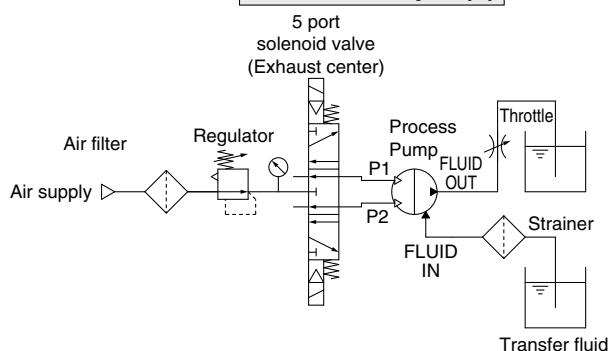 5 port
solenoid valve
(Exhaust center)
Air filter
Regulator
Process
Pump
Throttle
P1
FLUID
OUT
Air supply
P2
FLUID
IN
Strainer
Transfer fluid